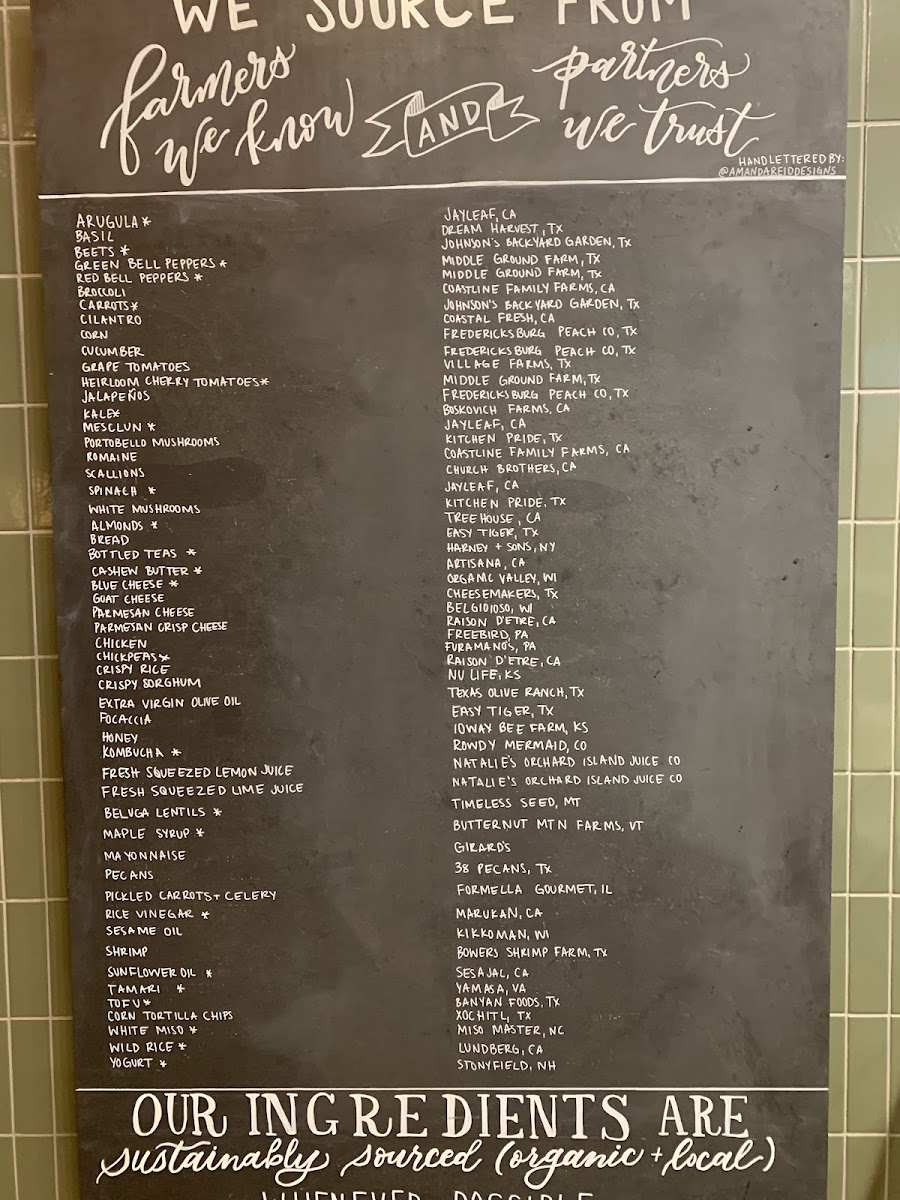 WE SOURCE FROM
farmers we know AND partners we trust
HANDLETTERED BY:
@AMANDAREIDDESIGNS
ARUGULA * JAYLEAF, CA
BASIL DREAM HARVEST, TX
BEETS * JOHNSON'S BACKYARD GARDEN, TX
GREEN BELL PEPPERS * MIDDLE GROUND FARM, TX
RED BELL PEPPERS * MIDDLE GROUND FARM, TX
BROCCOLI COASTLINE FAMILY FARMS, CA
CARROTS* JOHNSON'S BACKYARD GARDEN, TX
CILANTRO COASTAL FRESH, CA
CORN FREDERICKSBURG PEACH CO, TX
CUCUMBER FREDERICKSBURG PEACH CO, TX
GRAPE TOMATOES VILLAGE FARMS, TX
HEIRLOOM CHERRY TOMATOES* MIDDLE GROUND FARM, TX
JALAPEÑOS FREDERICKSBURG PEACH CO, TX
KALE* BOSKOVICH FARMS, CA
MESCLUN * JAYLEAF, CA
PORTOBELLO MUSHROOMS KITCHEN PRIDE, TX
ROMAINE COASTLINE FAMILY FARMS, CA
SCALLIONS CHURCH BROTHERS, CA
SPINACH * JAYLEAF, CA
WHITE MUSHROOMS KITCHEN PRIDE, TX
ALMONDS * TREEHOUSE, CA
BREAD EASY TIGER, TX
BOTTLED TEAS * HARNEY + SONS, NY
CASHEW BUTTER * ARTISANA, CA
BLUE CHEESE * ORGANIC VALLEY, WI
GOAT CHEESE CHEESEMAKERS, TX
PARMESAN CHEESE BELGIOIOSO, WI
PARMESAN CRISP CHEESE RAISON D'ETRE, CA
CHICKEN FREEBIRD, PA
CHICKPEAS* FURAMANO'S, PA
CRISPY RICE RAISON D'ETRE, CA
CRISPY SORGHUM NU LIFE, KS
EXTRA VIRGIN OLIVE OIL TEXAS OLIVE RANCH, TX
FOCACCIA EASY TIGER, TX
HONEY IOWAY BEE FARM, KS
KOMBUCHA * ROWDY MERMAID, CO
FRESH SQUEEZED LEMON JUICE NATALIE'S ORCHARD ISLAND JUICE CO
FRESH SQUEEZED LIME JUICE NATALIE'S ORCHARD ISLAND JUICE CO
BELUGA LENTILS * TIMELESS SEED, MT
MAPLE SYRUP * BUTTERNUT MTN FARMS, VT
MAYONNAISE GIRARD'S
PECANS 38 PECANS, TX
PICKLED CARROTS + CELERY FORMELLA GOURMET, IL
RICE VINEGAR * MARUKAN, CA
SESAME OIL KIKKOMAN, WI
SHRIMP BOWERS SHRIMP FARM, TX
SUNFLOWER OIL * SESAJAL, CA
TAMARI * YAMASA, VA
TOFU * BANYAN FOODS, TX
CORN TORTILLA CHIPS XOCHITL, TX
WHITE MISO * MISO MASTER, NC
WILD RICE * LUNDBERG, CA
YOGURT * STONYFIELD, NH
OUR INGREDIENTS ARE
sustainably sourced (organic + local)
WHENEVER POSSIBLE